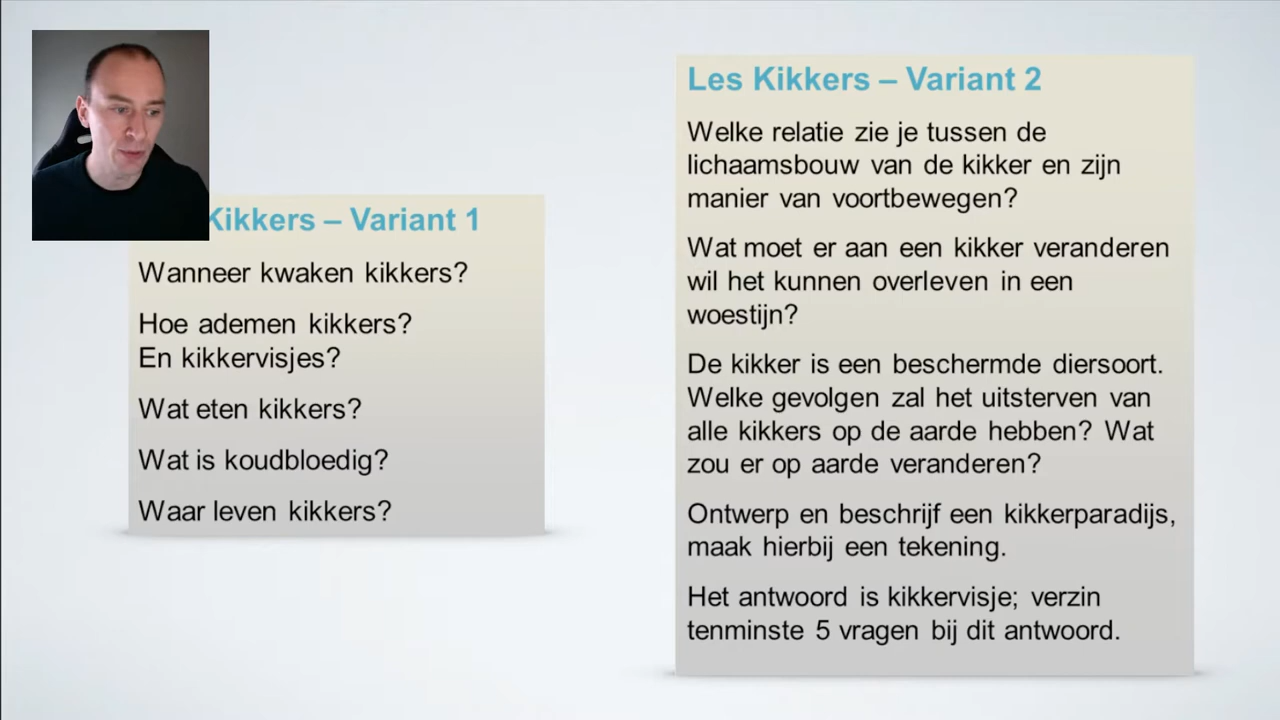 Kikkers – Variant 1
Wanneer kwaken kikkers?
Hoe ademen kikkers?
En kikkervisjes?
Wat eten kikkers?
Wat is koudbloedig?
Waar leven kikkers?
Les Kikkers – Variant 2
Welke relatie zie je tussen de
lichaamsbouw van de kikker en zijn
manier van voortbewegen?
Wat moet er aan een kikker veranderen
wil het kunnen overleven in een
woestijn?
De kikker is een beschermde diersoort.
Welke gevolgen zal het uitsterven van
alle kikkers op de aarde hebben? Wat
zou er op aarde veranderen?
Ontwerp en beschrijf een kikkerparadijs,
maak hierbij een tekening.
Het antwoord is kikkervisje; verzin
tenminste 5 vragen bij dit antwoord.